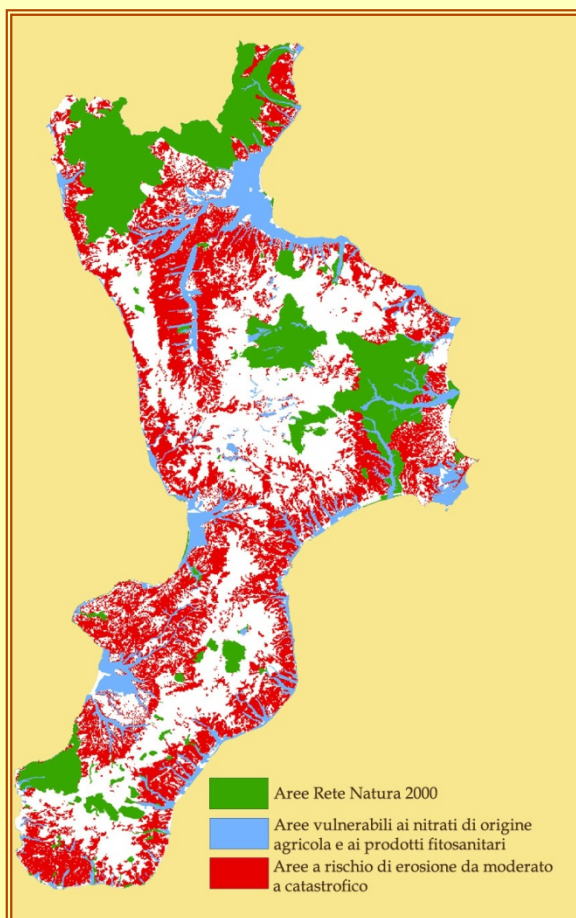 Aree Rete Natura 2000
Aree vulnerabili ai nitrati di origine
agricola e ai prodotti fitosanitari
Aree a rischio di erosione da moderato
a catastrofico